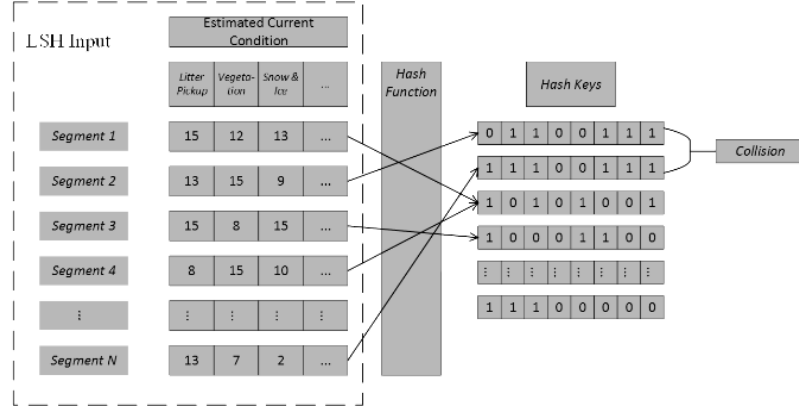 LSH Input
Estimated Current
Condition
Litter
Pickup
Vegeta-
tion
Snow &
Ice
...
Hash
Function
Hash Keys
Segment 1 15 12 13 ...
0 1 1 0 0 1 1 1
Collision
Segment 2 13 15 9 ...
1 1 1 0 0 1 1 1
Segment 3 15 8 15 ...
1 0 1 0 1 0 0 1
Segment 4 8 15 10 ...
1 0 0 0 1 1 0 0
⋮ ⋮ ⋮ ⋮ ⋮
⋮ ⋮ ⋮ ⋮ ⋮ ⋮ ⋮ ⋮
Segment N 13 7 2 ...
1 1 1 0 0 0 0 0